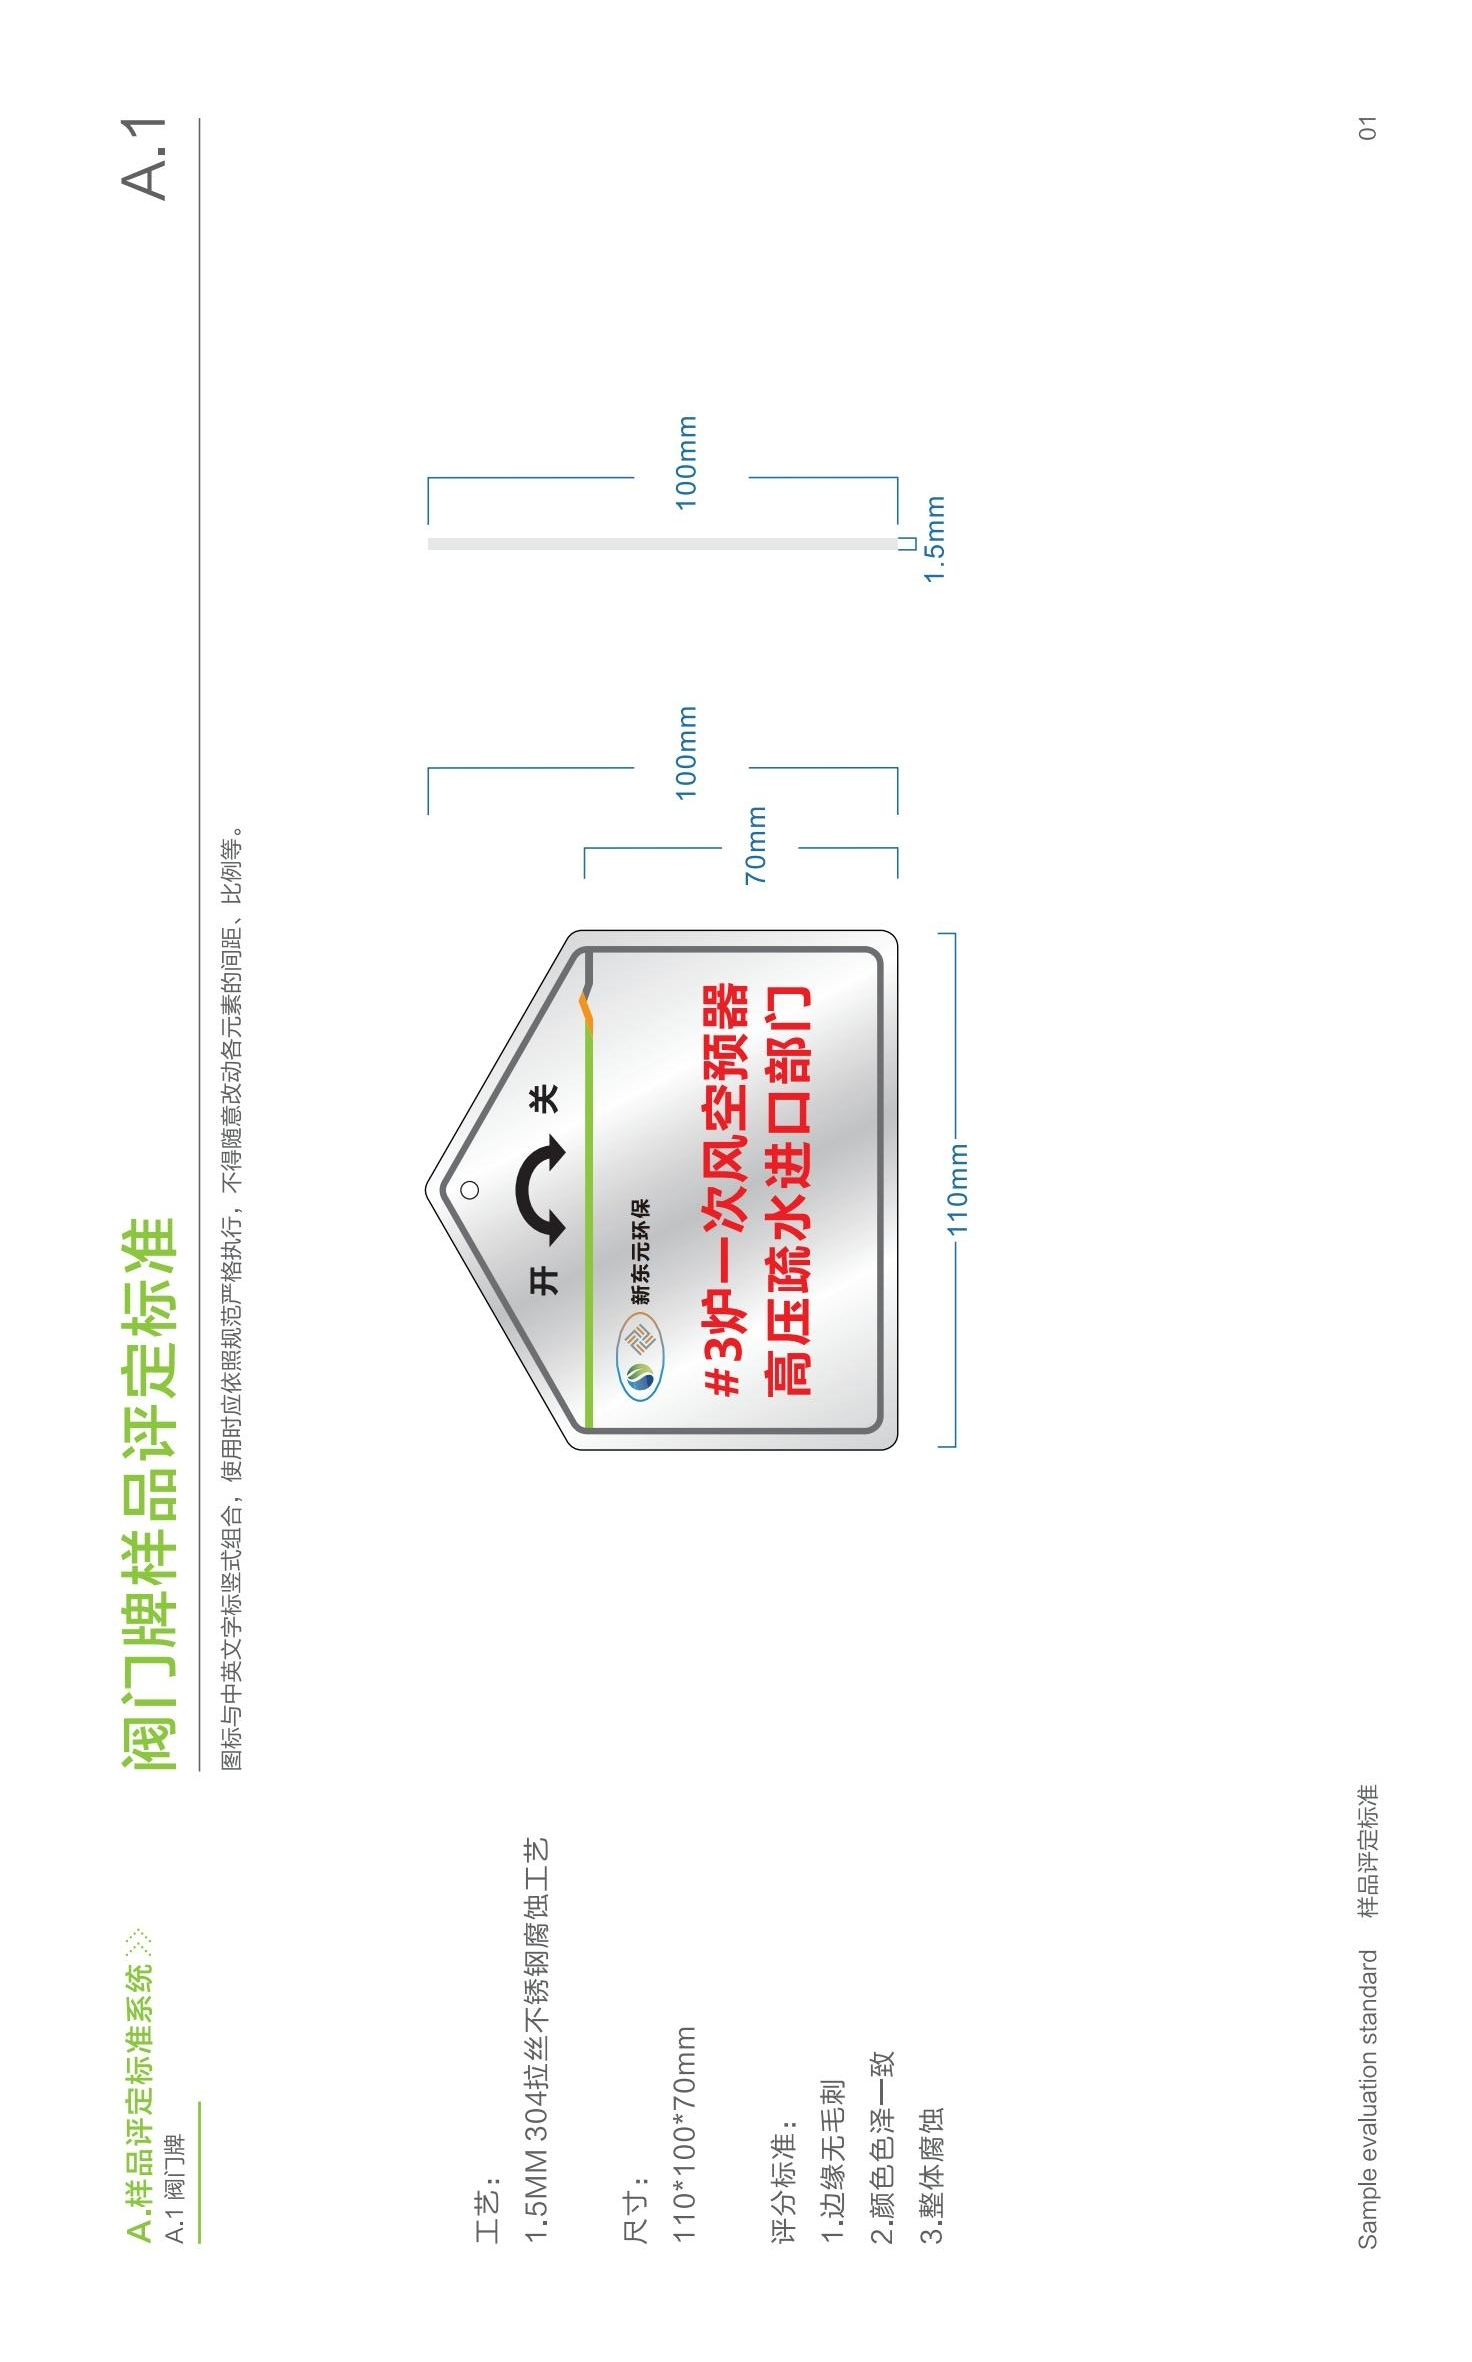 A.样品评定标准系统
A.1 阀门牌
阀门牌样品评定标准
A.1
图标与中英文字标竖式组合，使用时应依照规范严格执行，不得随意改动各元素的间距、比例等。
工艺：
1.5MM 304拉丝不锈钢腐蚀工艺
尺寸：
110*100*70mm
评分标准：
1.边缘无毛刺
2.颜色色泽一致
3.整体腐蚀
开 关
新东元环保
#3炉一次风空预器
高压疏水进口部门
70mm
100mm
110mm
100mm
1.5mm
Sample evaluation standard 样品评定标准
01